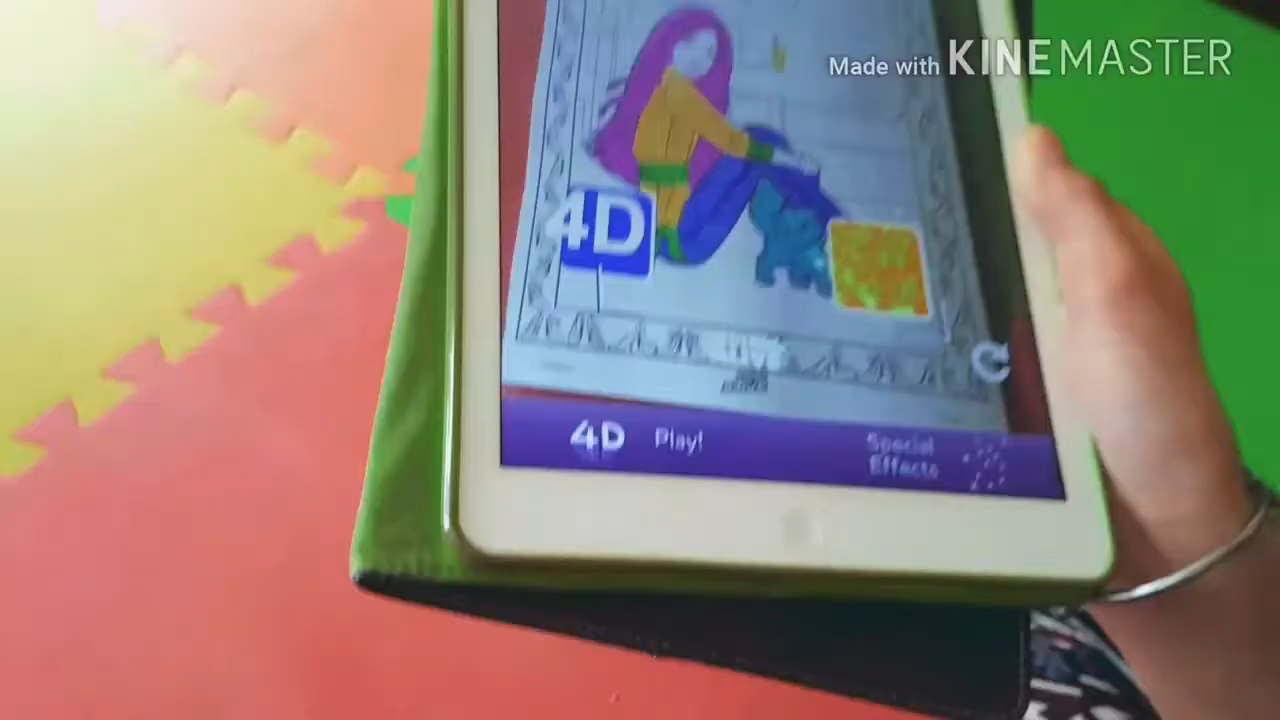 Made with KINEMASTER
4D
4D Play!
Special
Effects